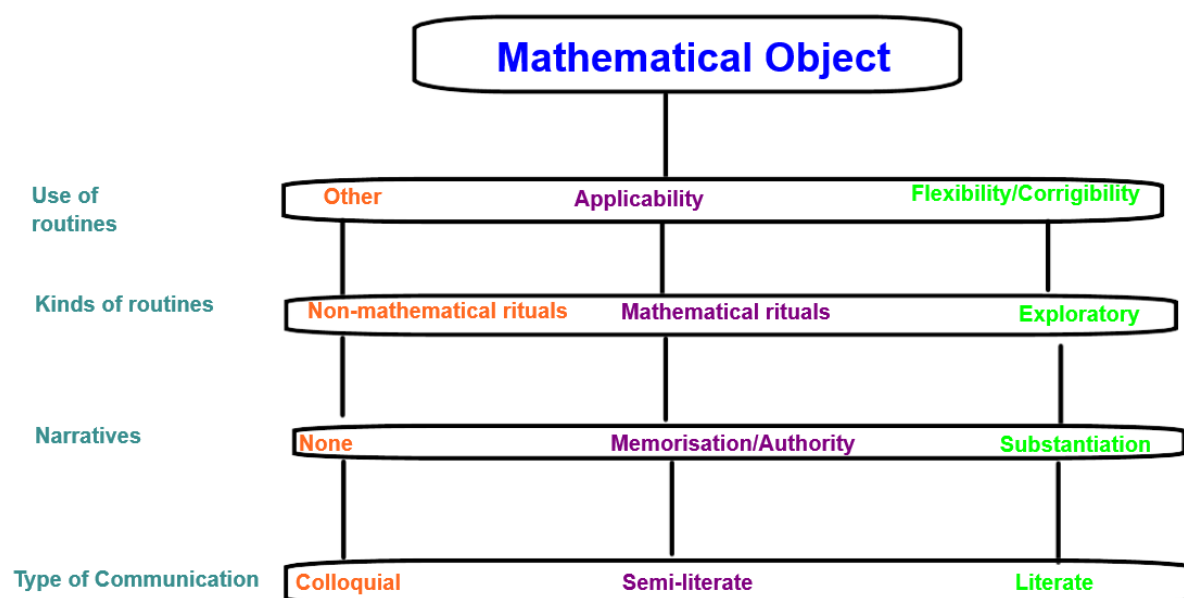 Mathematical Object
Use of
routines
Other
Applicability
Flexibility/Corrigibility
Kinds of routines
Non-mathematical rituals
Mathematical rituals
Exploratory
Narratives
None
Memorisation/Authority
Substantiation
Type of Communication
Colloquial
Semi-literate
Literate